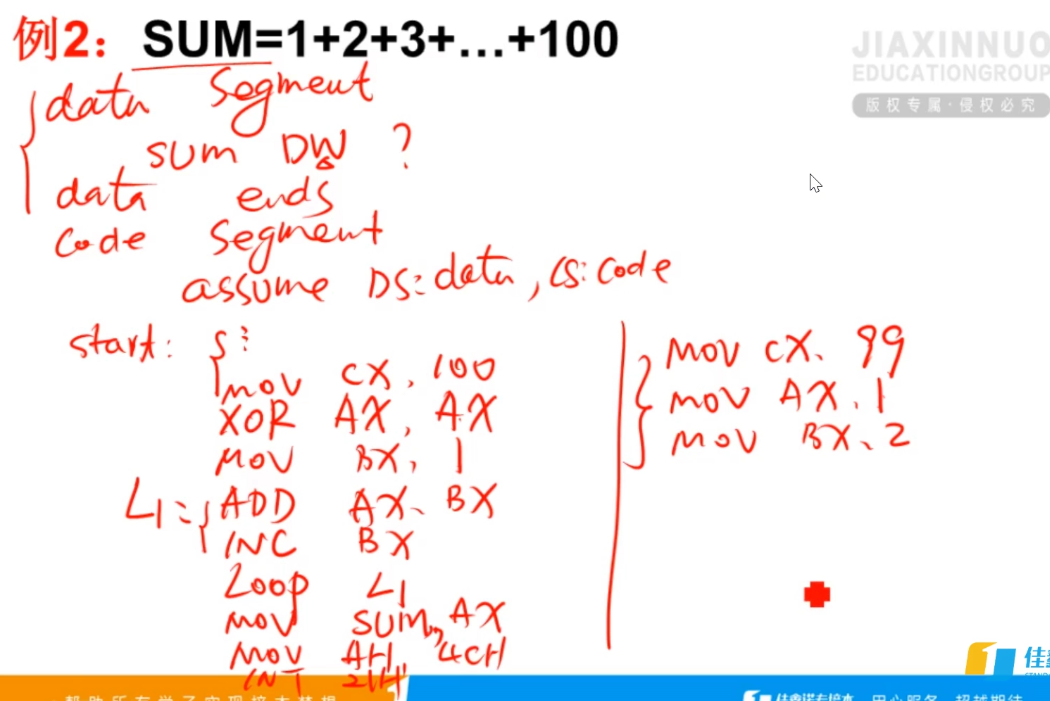 例2: SUM=1+2+3+…+100
JIAXINNUO
EDUCATIONGROUP
版权专属·侵权必究
data Segment
SUM DW ?
data ends
code Segment
assume DS:data, CS:code
start:
MOV CX, 100
XOR AX, AX
MOV BX, 1
L1: ADD AX, BX
INC BX
Loop L1
MOV SUM, AX
MOV AH, 4CH
INT 21H
MOV CX, 99
MOV AX, 1
MOV BX, 2